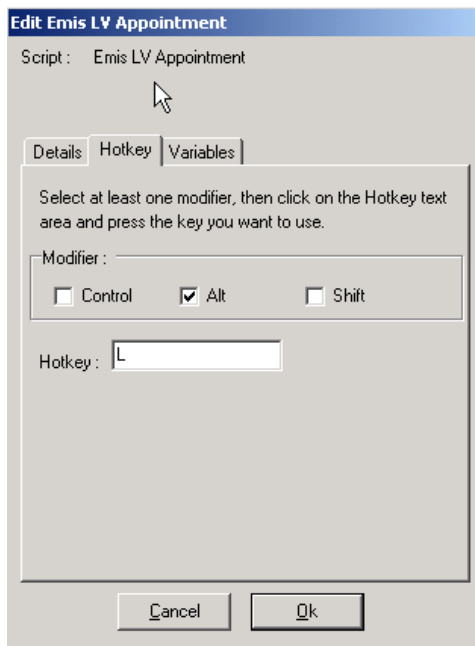 Edit Emis LV Appointment
Script : Emis LV Appointment
Details Hotkey Variables
Select at least one modifier, then click on the Hotkey text
area and press the key you want to use.
Modifier :
Control Alt Shift
Hotkey : L
Cancel Ok